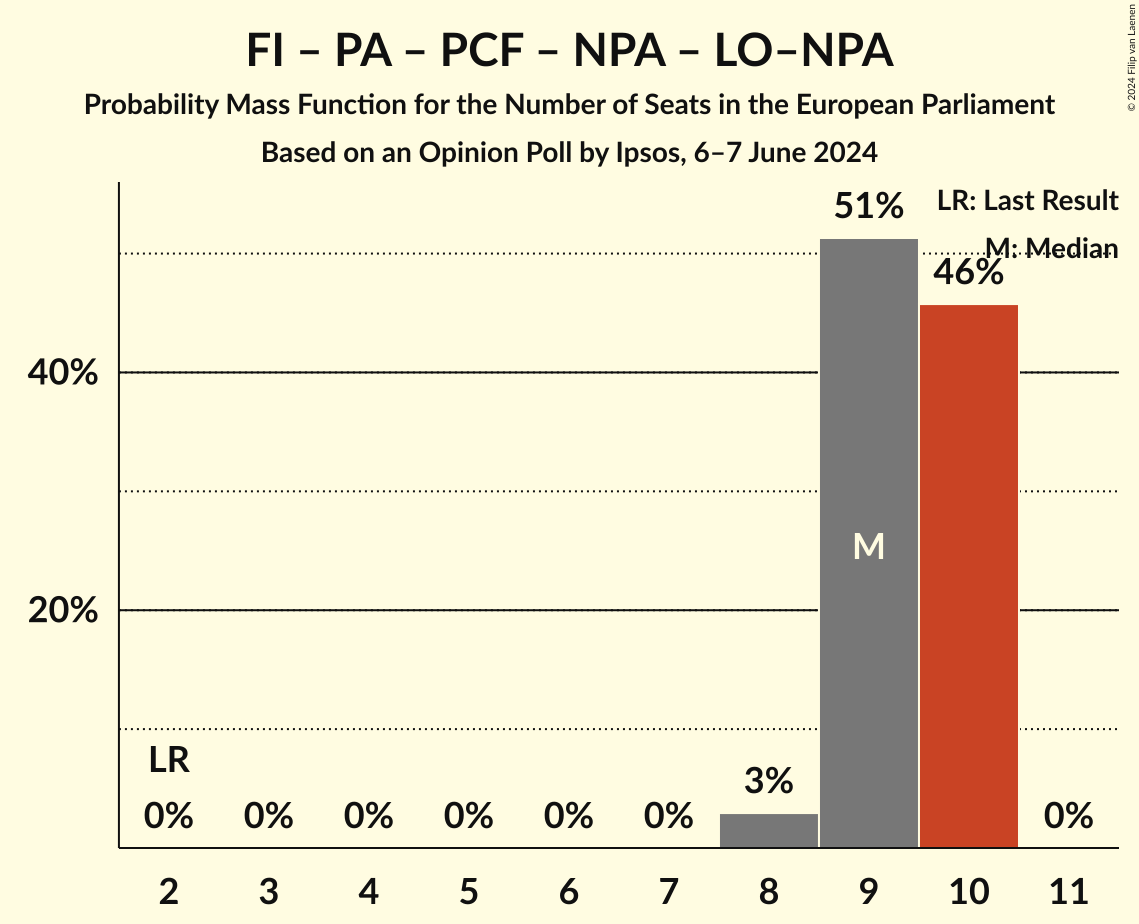 FI – PA – PCF – NPA – LO–NPA
Probability Mass Function for the Number of Seats in the European Parliament
Based on an Opinion Poll by Ipsos, 6–7 June 2024
© 2024 Filip van Laenen
LR: Last Result
M: Median
51%
46%
40%
M
20%
LR
3%
0% 0% 0% 0% 0% 0% 0%
2 3 4 5 6 7 8 9 10 11